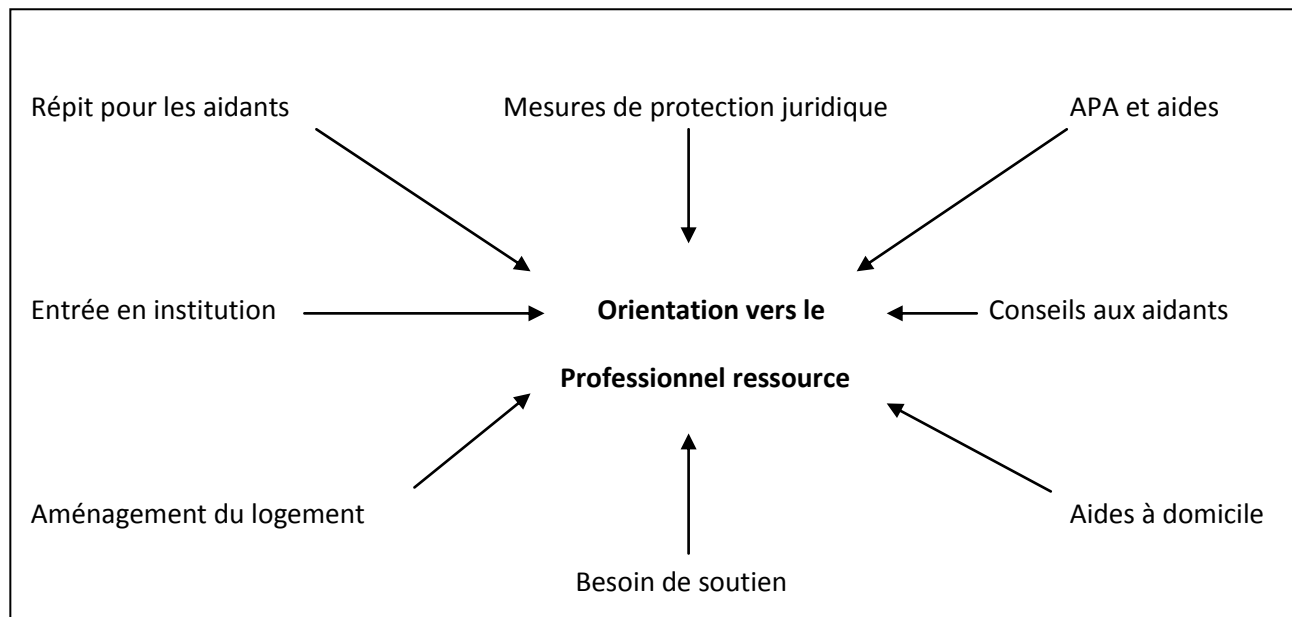 Répit pour les aidants
Mesures de protection juridique
APA et aides
Entrée en institution
Orientation vers le
Conseils aux aidants
Professionnel ressource
Aménagement du logement
Aides à domicile
Besoin de soutien